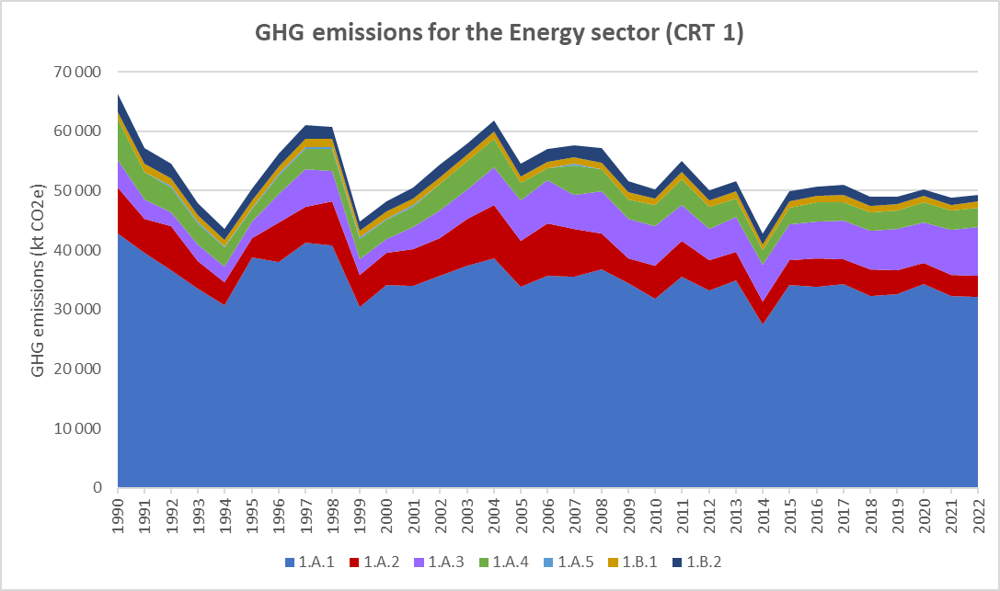 GHG emissions for the Energy sector (CRT 1)
GHG emissions (kt CO2e)
70 000
60 000
50 000
40 000
30 000
20 000
10 000
0
1990 1991 1992 1993 1994 1995 1996 1997 1998 1999 2000 2001 2002 2003 2004 2005 2006 2007 2008 2009 2010 2011 2012 2013 2014 2015 2016 2017 2018 2019 2020 2021 2022
1.A.1 1.A.2 1.A.3 1.A.4 1.A.5 1.B.1 1.B.2